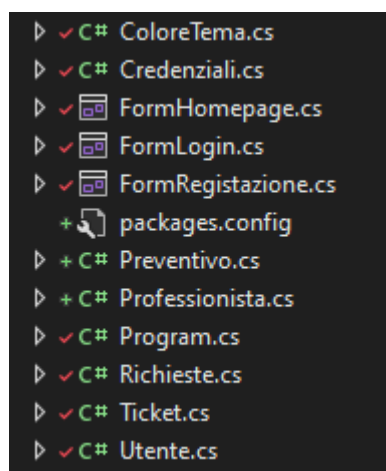 C# ColoreTema.cs
C# Credenziali.cs
FormHomepage.cs
FormLogin.cs
FormRegistazione.cs
+ packages.config
+ C# Preventivo.cs
+ C# Professionista.cs
C# Program.cs
C# Richieste.cs
C# Ticket.cs
C# Utente.cs